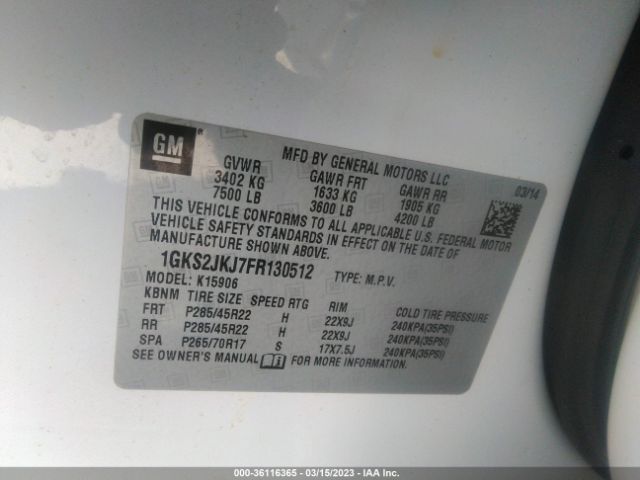 GM®
MFD BY GENERAL MOTORS LLC 03/14
GVWR GAWR FRT GAWR RR
3402 KG 1633 KG 1905 KG
7500 LB 3600 LB 4200 LB
THIS VEHICLE CONFORMS TO ALL APPLICABLE U.S. FEDERAL MOTOR
VEHICLE SAFETY STANDARDS IN EFFECT ON THE DATE OF
MANUFACTURE SHOWN ABOVE.
1GKS2JKJ7FR130512 TYPE: M.P.V.
MODEL: K15906
KBNM TIRE SIZE SPEED RTG RIM COLD TIRE PRESSURE
FRT P285/45R22 H 22X9J 240KPA(35PSI)
RR P285/45R22 H 22X9J 240KPA(35PSI)
SPA P265/70R17 S 17X7.5J 240KPA(35PSI)
SEE OWNER'S MANUAL FOR MORE INFORMATION.
© IAA - 36116365 - 03/15/2023 - IAA Inc.